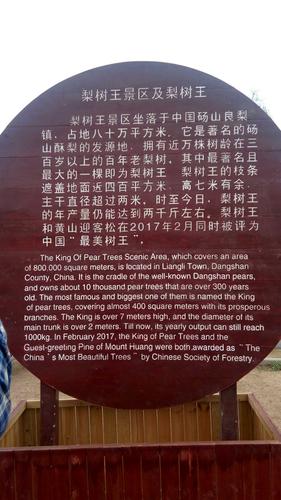 梨树王景区及梨树王
梨树王景区坐落于中国砀山良梨
镇，占地八十万平方米，它是著名的砀
山酥梨的发源地，拥有近万株树龄在三
百岁以上的百年老梨树，其中最著名且
最大的一棵即为梨树王　梨树王的枝条
遮盖地面近四百平方米，高七米有余，
主干直径超过两米，时至今日，梨树王
的年产量仍能达到两千斤左右。梨树王
和黄山迎客松在2017年2月同时被评为
中国“最美树王”，
The King Of Pear Trees Scenic Area, which covers an area
of 800.000 square meters, is located in Liangli Town, Dangshan
County, China. It is the cradle of the well-known Dangshan pears,
and owns about 10 thousand pear trees that are over 300 years
old. The most famous and biggest one of them is named the King
of pear trees, covering almost 400 square meters with its prosperous
branches. The King is over 7 meters high, and the diameter of its
main trunk is over 2 meters. Till now, its yearly output can still reach
1000kg. In February 2017, the King of Pear Trees and the
Guest-greeting Pine of Mount Huang were both awarded as “The
China's Most Beautiful Trees” by Chinese Society of Forestry.